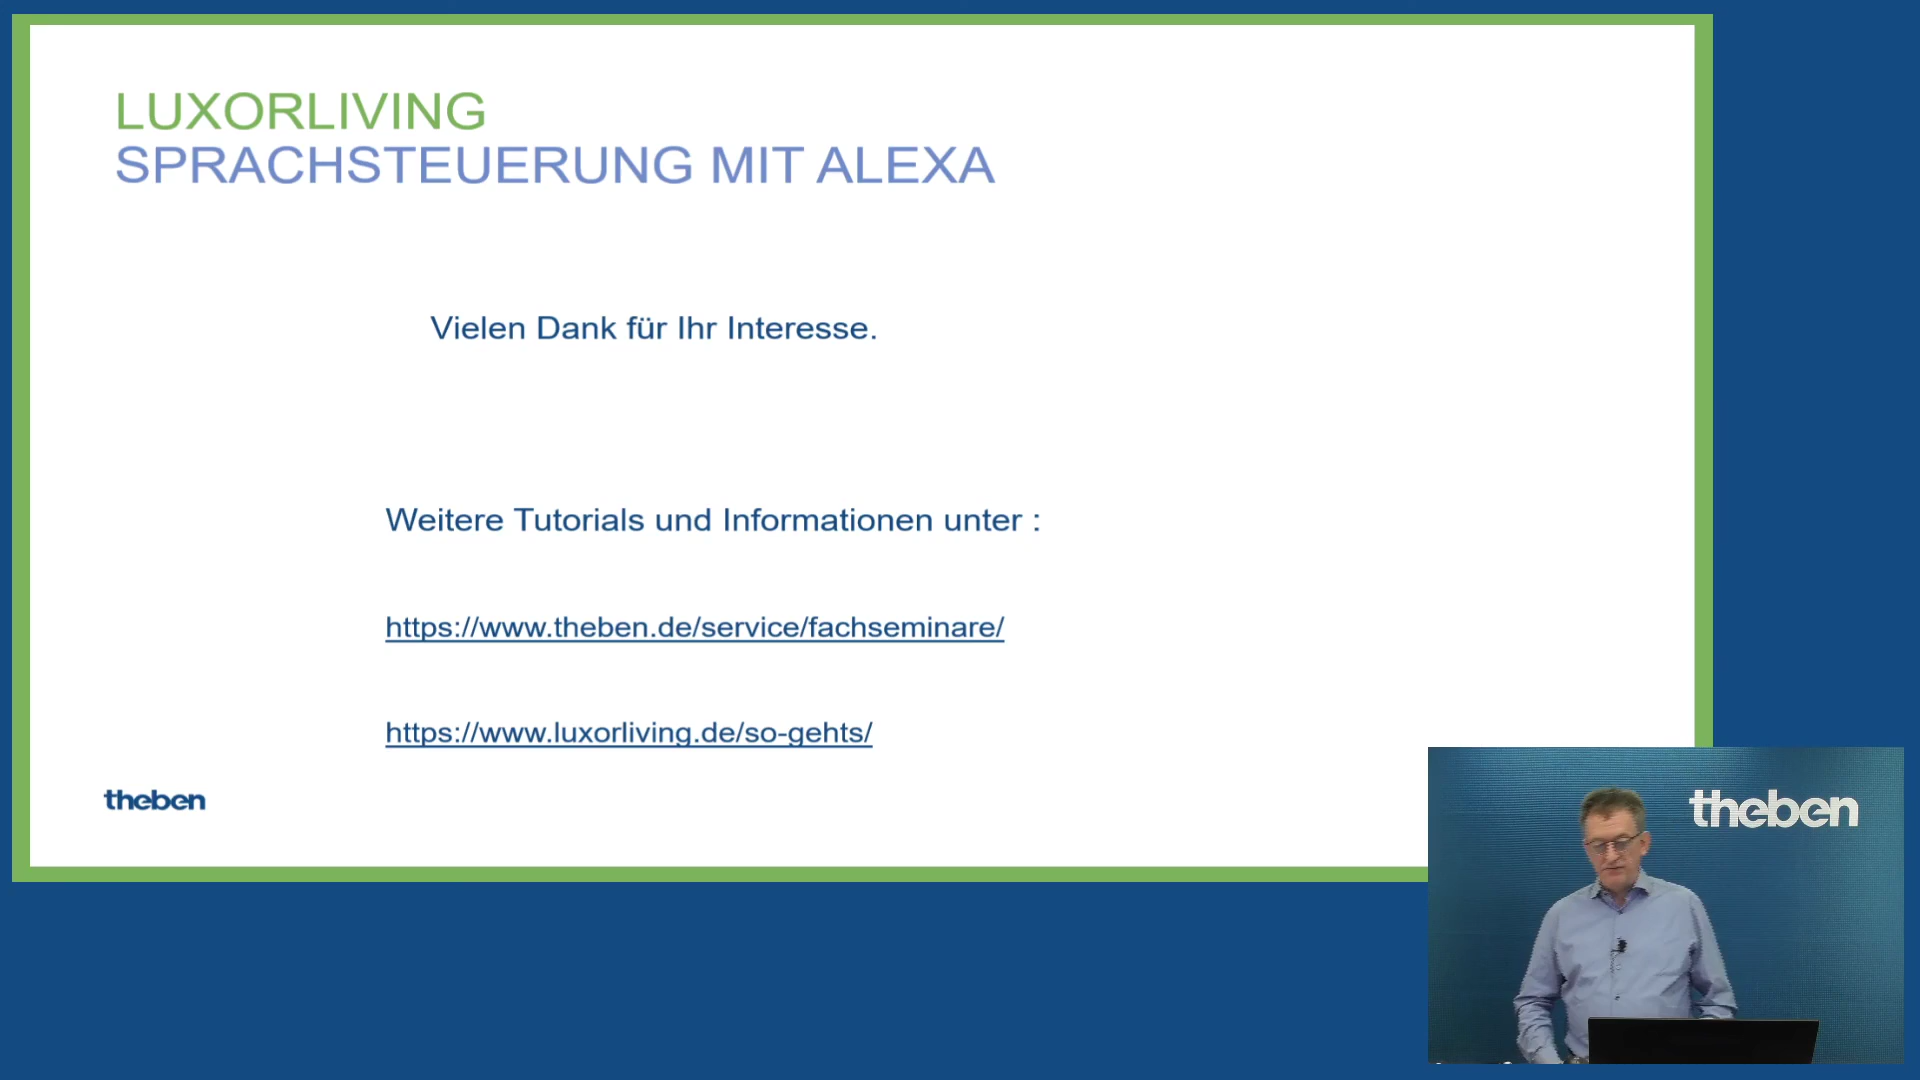 LUXORLIVING
SPRACHSTEUERUNG MIT ALEXA
Vielen Dank für Ihr Interesse.
Weitere Tutorials und Informationen unter :
https://www.theben.de/service/fachseminare/
https://www.luxorliving.de/so-gehts/
theben
theben